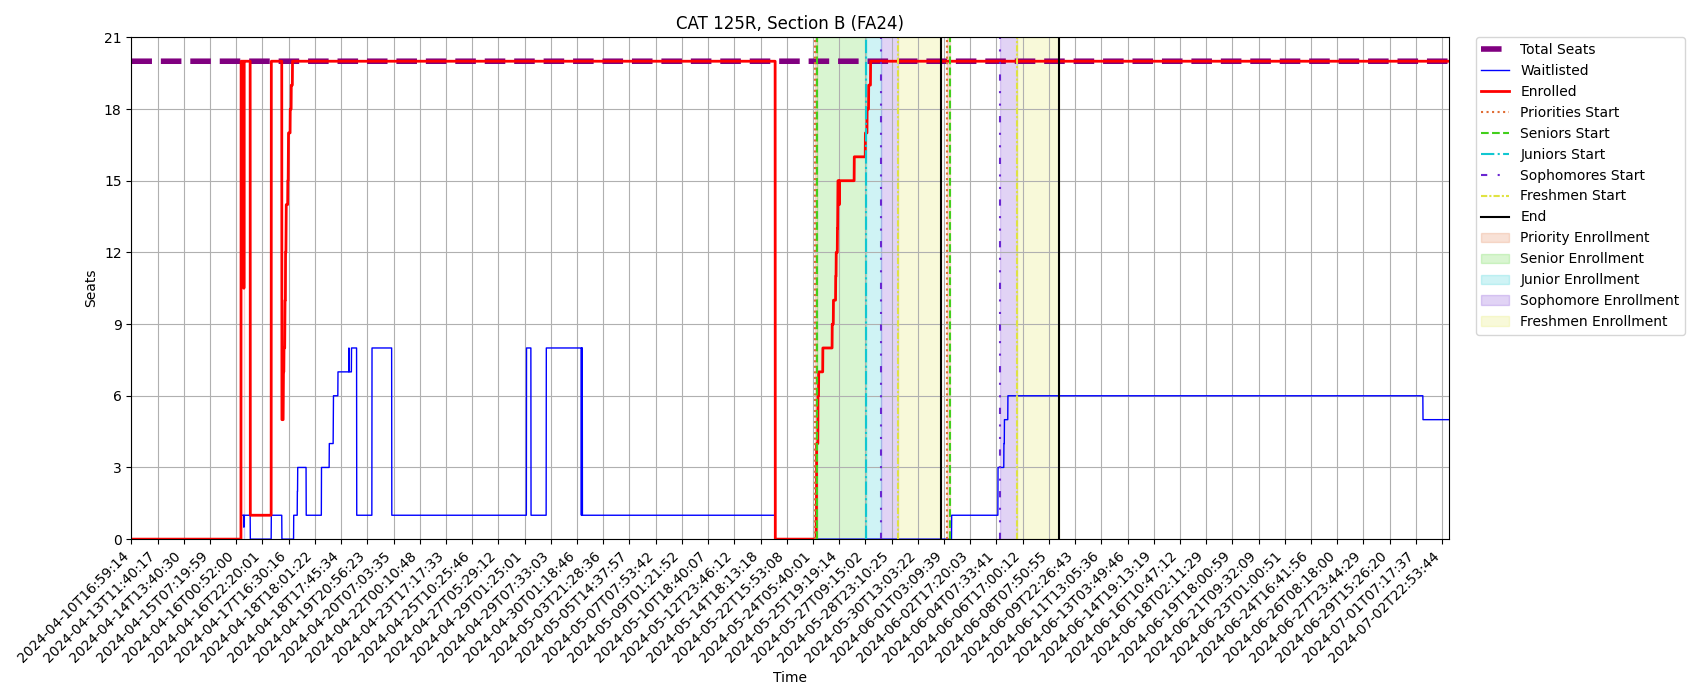 CAT 125R, Section B (FA24)
Seats
21
18
15
12
9
6
3
0
2024-04-10T16:59:14
2024-04-13T11:40:17
2024-04-14T13:40:30
2024-04-15T07:19:59
2024-04-16T00:52:00
2024-04-16T22:20:01
2024-04-17T16:30:16
2024-04-18T18:01:22
2024-04-18T17:45:34
2024-04-19T20:56:23
2024-04-20T07:03:35
2024-04-22T00:10:48
2024-04-23T17:17:33
2024-04-25T10:25:46
2024-04-27T05:29:12
2024-04-29T01:25:01
2024-04-29T07:33:03
2024-04-30T01:18:46
2024-05-03T21:28:36
2024-05-05T14:37:57
2024-05-07T07:53:42
2024-05-09T01:21:52
2024-05-10T18:40:07
2024-05-12T23:46:12
2024-05-14T18:13:18
2024-05-22T15:53:08
2024-05-24T05:40:01
2024-05-25T19:19:14
2024-05-27T09:15:02
2024-05-28T23:10:25
2024-05-30T13:03:22
2024-06-01T03:09:39
2024-06-02T17:20:03
2024-06-04T07:33:41
2024-06-06T17:00:12
2024-06-08T07:50:55
2024-06-09T22:26:43
2024-06-11T13:05:36
2024-06-13T03:49:46
2024-06-14T19:13:19
2024-06-16T10:47:12
2024-06-18T02:11:29
2024-06-19T18:00:59
2024-06-21T09:32:09
2024-06-23T01:00:51
2024-06-24T16:41:56
2024-06-26T08:18:00
2024-06-27T23:44:29
2024-06-29T15:26:20
2024-07-01T07:17:37
2024-07-02T22:53:44
Time
Total Seats
Waitlisted
Enrolled
Priorities Start
Seniors Start
Juniors Start
Sophomores Start
Freshmen Start
End
Priority Enrollment
Senior Enrollment
Junior Enrollment
Sophomore Enrollment
Freshmen Enrollment